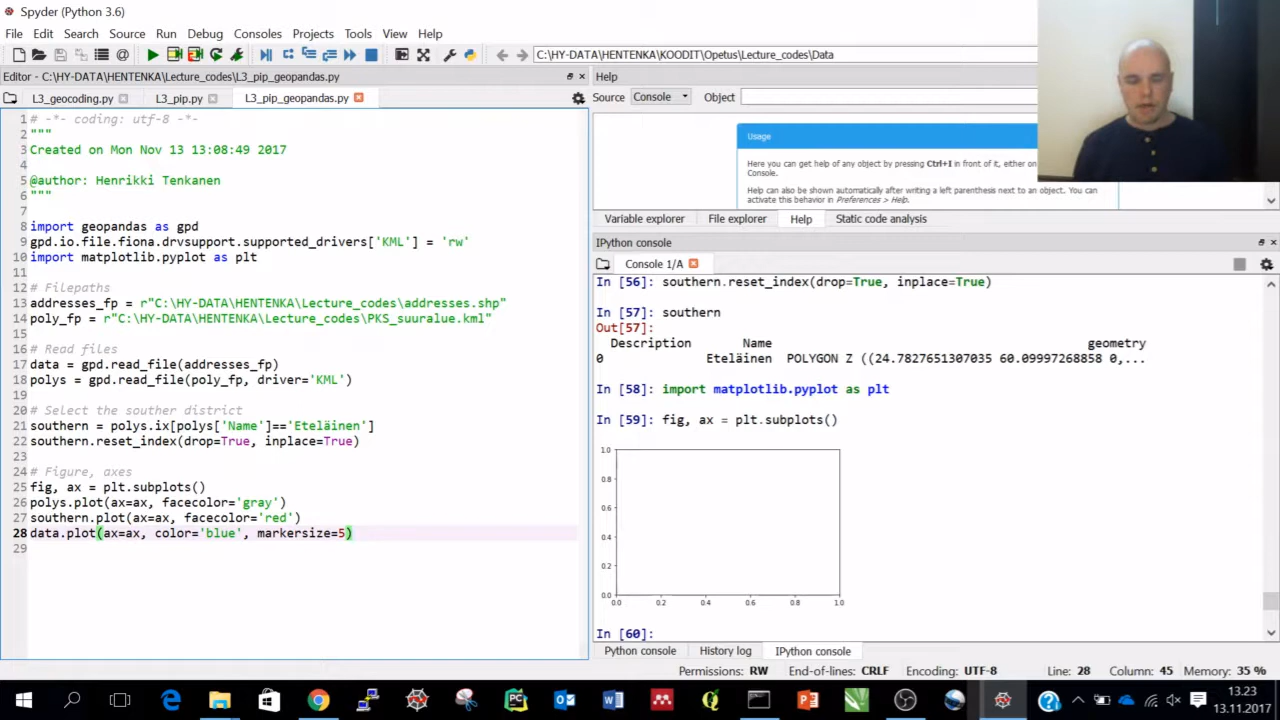 Spyder (Python 3.6)
File Edit Search Source Run Debug Consoles Projects Tools View Help
C:\HY-DATA\HENTENKA\KOODIT\Opetus\Lecture_codes\Data
Editor - C:\HY-DATA\HENTENKA\Lecture_codes\L3_pip_geopandas.py
L3_geocoding.py L3_pip.py L3_pip_geopandas.py
1 # -*- coding: utf-8 -*-
2 """
3 Created on Mon Nov 13 13:08:49 2017
4
5 @author: Henrikki Tenkanen
6 """
7
8 import geopandas as gpd
9 gpd.io.file.fiona.drvsupport.supported_drivers['KML'] = 'rw'
10 import matplotlib.pyplot as plt
11
12 # Filepaths
13 addresses_fp = r"C:\HY-DATA\HENTENKA\Lecture_codes\addresses.shp"
14 poly_fp = r"C:\HY-DATA\HENTENKA\Lecture_codes\PKS_suuralue.kml"
15
16 # Read files
17 data = gpd.read_file(addresses_fp)
18 polys = gpd.read_file(poly_fp, driver='KML')
19
20 # Select the souther district
21 southern = polys.ix[polys['Name']=='Eteläinen']
22 southern.reset_index(drop=True, inplace=True)
23
24 # Figure, axes
25 fig, ax = plt.subplots()
26 polys.plot(ax=ax, facecolor='gray')
27 southern.plot(ax=ax, facecolor='red')
28 data.plot(ax=ax, color='blue', markersize=5)
29
Help
Source Console Object
Usage
Here you can get help of any object by pressing Ctrl+I in front of it, either on
Console.
Help can also be shown automatically after writing a left parenthesis next to an object. You can
activate this behavior in Preferences > Help.
Variable explorer File explorer Help Static code analysis
IPython console
Console 1/A
In [56]: southern.reset_index(drop=True, inplace=True)
In [57]: southern
Out[57]:
Description Name geometry
0 Eteläinen POLYGON Z ((24.7827651307035 60.09997268858 0,...
In [58]: import matplotlib.pyplot as plt
In [59]: fig, ax = plt.subplots()
1.0
0.8
0.6
0.4
0.2
0.0
0.0 0.2 0.4 0.6 0.8 1.0
In [60]:
Python console History log IPython console
Permissions: RW End-of-lines: CRLF Encoding: UTF-8 Line: 28 Column: 45 Memory: 35 %
13.23
13.11.2017